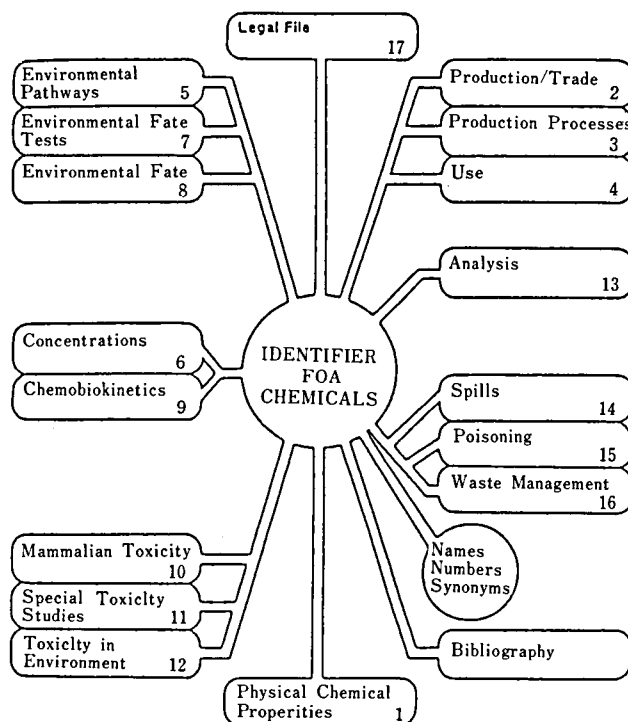 Legal File
17
Environmental
Pathways 5
Environmental Fate
Tests 7
Environmental Fate
8
Production/Trade
2
Production Processes
3
Use
4
Analysis
13
Concentrations
6
Chemobiokinetics
9
IDENTIFIER
FOA
CHEMICALS
Spills
14
Poisoning
15
Waste Management
16
Names
Numbers
Synonyms
Mammalian Toxicity
10
Special Toxicity
Studies 11
Toxicity in
Environment 12
Bibliography
Physical Chemical
Properities 1